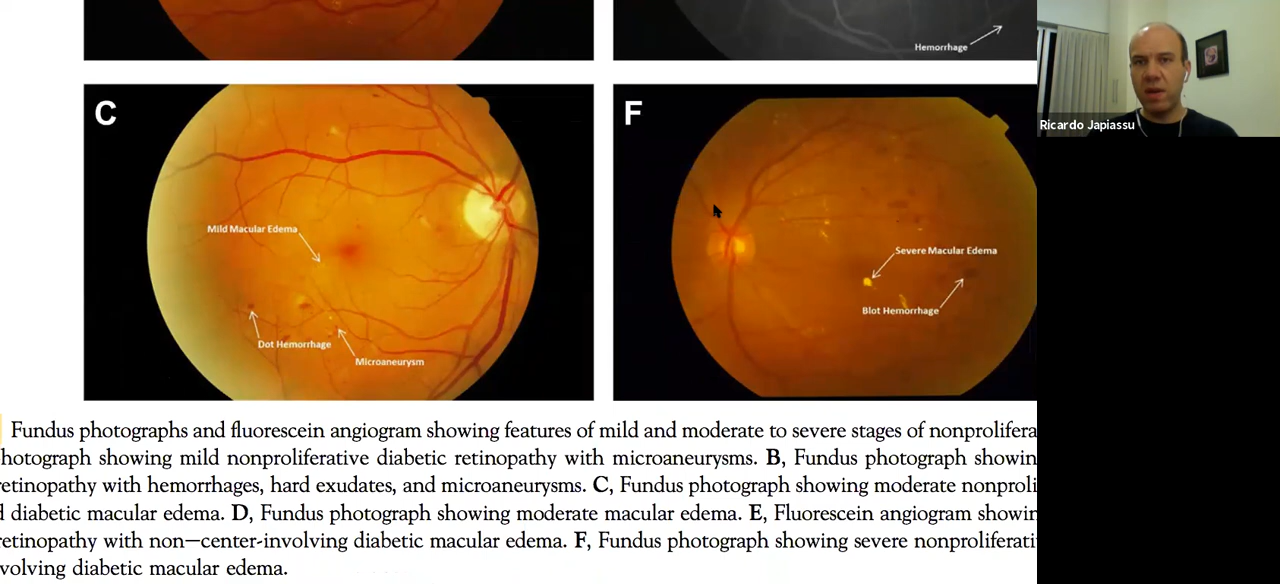 Hemorrhage
Ricardo Japiassu
C
F
Mild Macular Edema
Severe Macular Edema
Blot Hemorrhage
Dot Hemorrhage
Microaneurysm
Fundus photographs and fluorescein angiogram showing features of mild and moderate to severe stages of nonprolifera
hotograph showing mild nonproliferative diabetic retinopathy with microaneurysms. B, Fundus photograph showin
retinopathy with hemorrhages, hard exudates, and microaneurysms. C, Fundus photograph showing moderate nonproli
d diabetic macular edema. D, Fundus photograph showing moderate macular edema. E, Fluorescein angiogram showin
retinopathy with non—center-involving diabetic macular edema. F, Fundus photograph showing severe nonproliferati
volving diabetic macular edema.